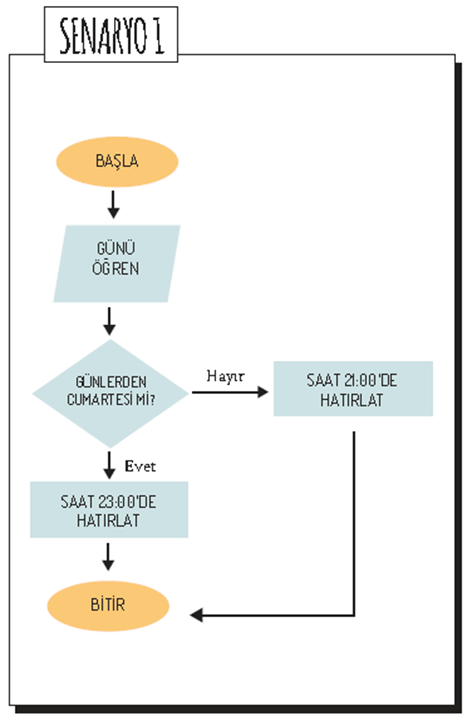 SENARYO 1
BAŞLA
GÜNÜ
ÖĞREN
GÜNLERDEN
CUMARTESİ Mİ?
Hayır
SAAT 21:00'DE
HATIRLAT
Evet
SAAT 23:00'DE
HATIRLAT
BİTİR